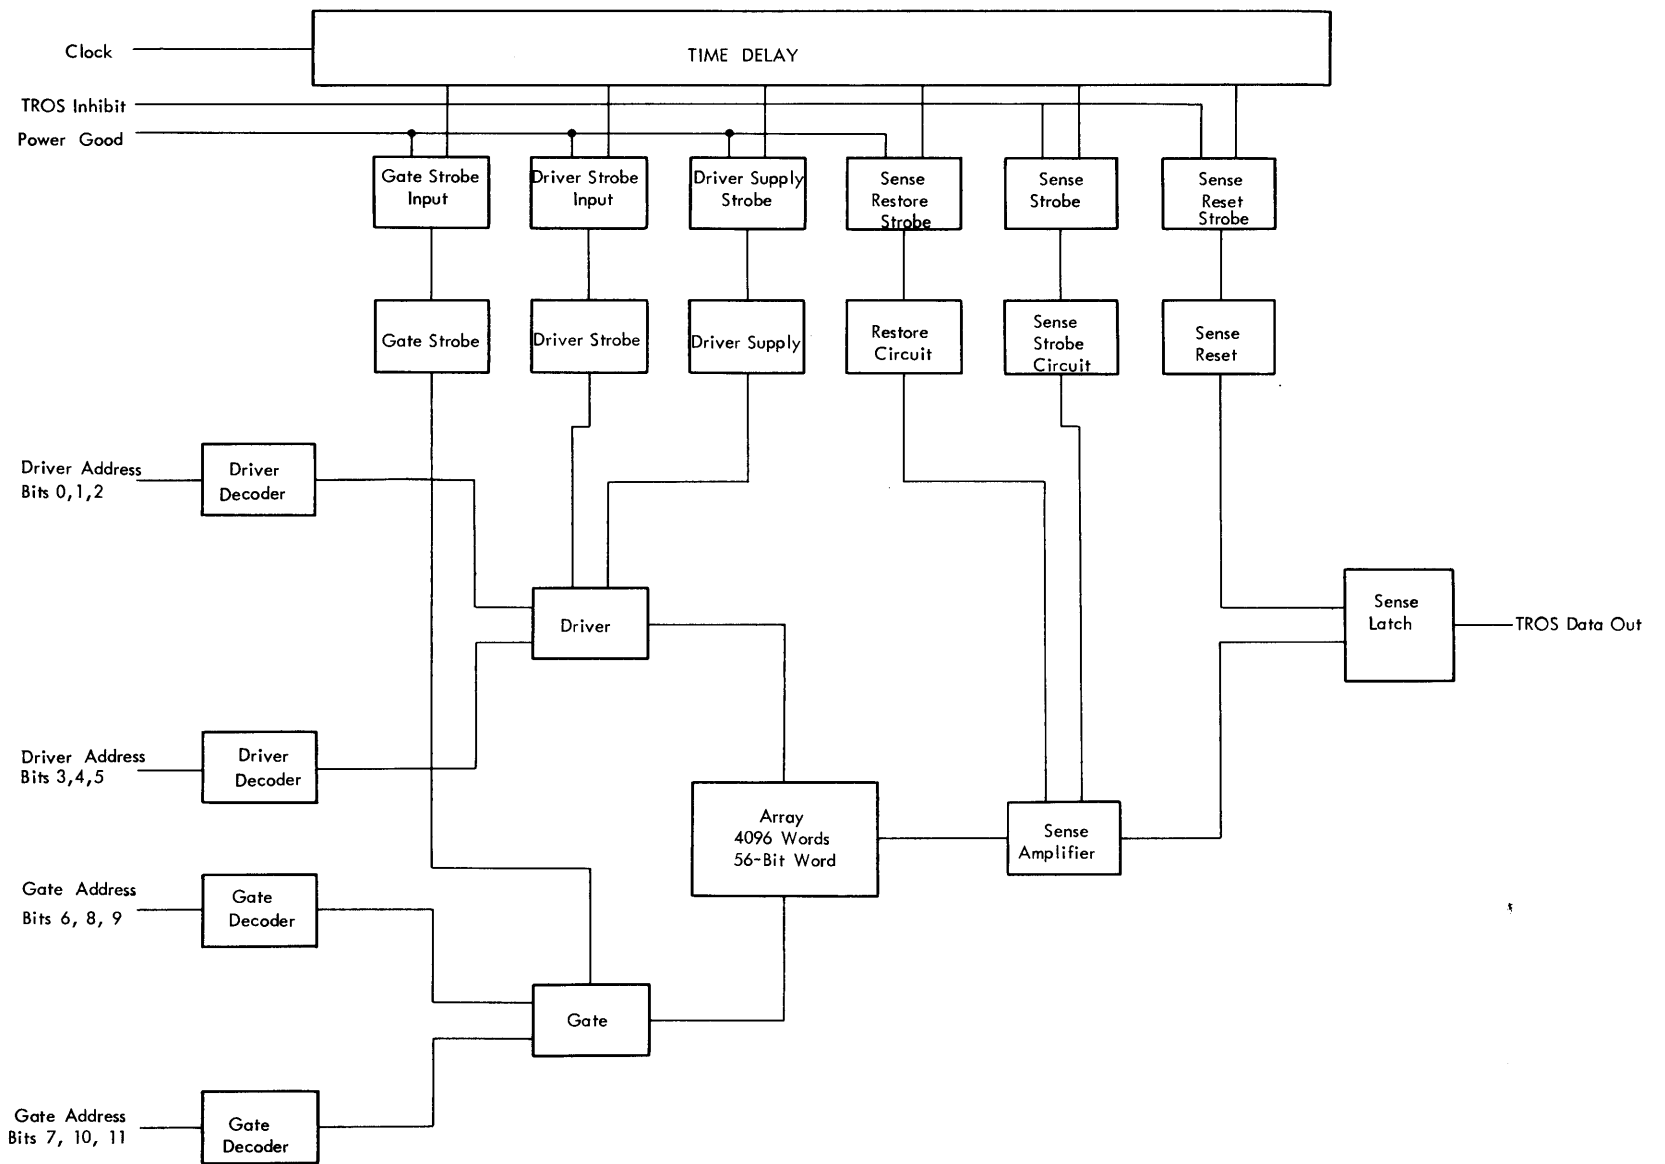 Clock
TIME DELAY
TROS Inhibit
Power Good
Gate Strobe
Input
Driver Strobe
Input
Driver Supply
Strobe
Sense
Restore
Strobe
Sense
Strobe
Sense
Reset
Strobe
Gate Strobe
Driver Strobe
Driver Supply
Restore
Circuit
Sense
Strobe
Circuit
Sense
Reset
Driver Address
Bits 0,1,2
Driver
Decoder
Driver
Sense
Latch
TROS Data Out
Driver Address
Bits 3,4,5
Driver
Decoder
Array
4096 Words
56-Bit Word
Sense
Amplifier
Gate Address
Bits 6, 8, 9
Gate
Decoder
Gate
Gate Address
Bits 7, 10, 11
Gate
Decoder